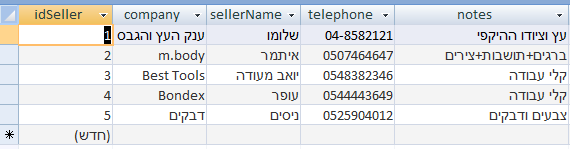 idSeller company sellerName telephone notes
1 ענק העץ והגבס שלומו 04-8582121 עץ וציודו ההיקפי
2 m.body איתמר 0507464647 ברגים+תושבות+צירים
3 Best Tools יואב מעודה 0548382346 קלי עבודה
4 Bondex עופר 0544443649 קלי עבודה
5 דבקים ניסים 0525904012 צבעים ודבקים
(חדש)